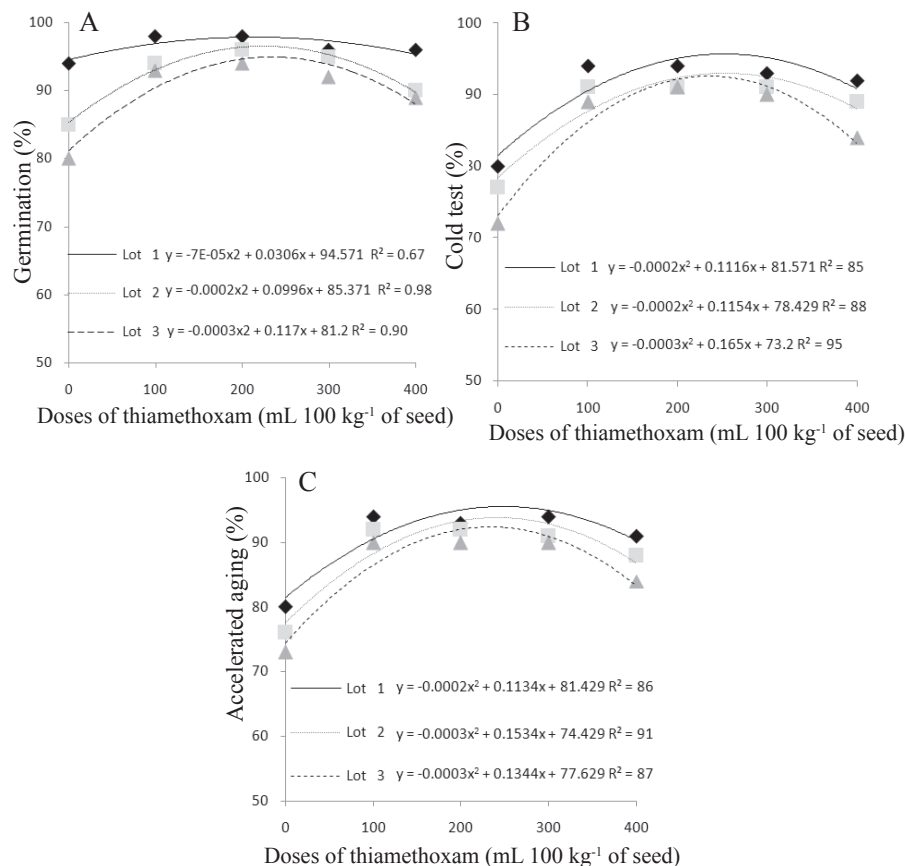 A
Germination (%)
100
90
80
70
60
50
Lot 1 y = -7E-05x2 + 0.0306x + 94.571 R² = 0.67
Lot 2 y = -0.0002x2 + 0.0996x + 85.371 R² = 0.98
Lot 3 y = -0.0003x2 + 0.117x + 81.2 R² = 0.90
0 100 200 300 400
Doses of thiamethoxam (mL 100 kg⁻¹ of seed)
B
Cold test (%)
100
90
80
70
60
50
Lot 1 y = -0.0002x² + 0.1116x + 81.571 R² = 85
Lot 2 y = -0.0002x² + 0.1154x + 78.429 R² = 88
Lot 3 y = -0.0003x² + 0.165x + 73.2 R² = 95
0 100 200 300 400
Doses of thiamethoxam (mL 100 kg⁻¹ of seed)
C
Accelerated aging (%)
100
90
80
70
60
50
Lot 1 y = -0.0002x² + 0.1134x + 81.429 R² = 86
Lot 2 y = -0.0003x² + 0.1534x + 74.429 R² = 91
Lot 3 y = -0.0003x² + 0.1344x + 77.629 R² = 87
0 100 200 300 400
Doses of thiamethoxam (mL 100 kg⁻¹ of seed)